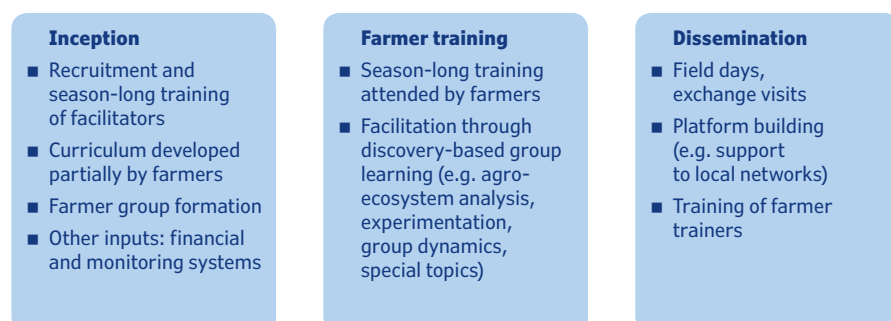 Inception
■ Recruitment and
season-long training
of facilitators
■ Curriculum developed
partially by farmers
■ Farmer group formation
■ Other inputs: financial
and monitoring systems
Farmer training
■ Season-long training
attended by farmers
■ Facilitation through
discovery-based group
learning (e.g. agro-
ecosystem analysis,
experimentation,
group dynamics,
special topics)
Dissemination
■ Field days,
exchange visits
■ Platform building
(e.g. support
to local networks)
■ Training of farmer
trainers